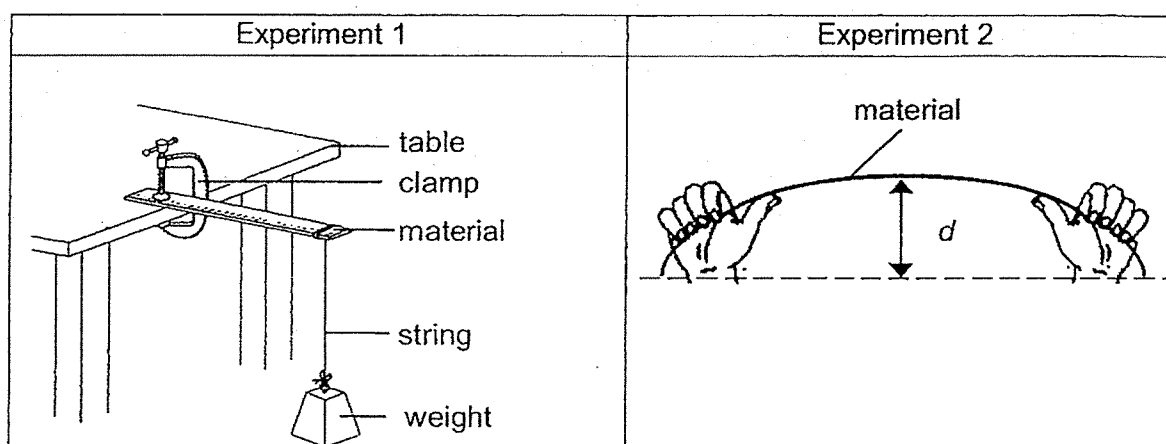 Experiment 1
Experiment 2
table
clamp
material
string
weight
material
d